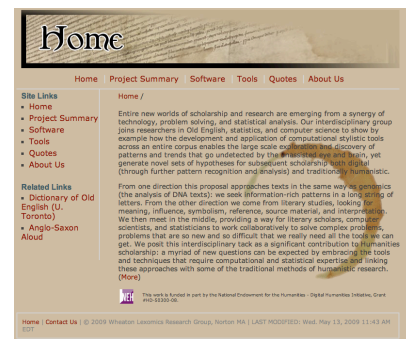 Home
Home | Project Summary | Software | Tools | Quotes | About Us
Site Links
Home
Project Summary
Software
Tools
Quotes
About Us
Related Links
Dictionary of Old
English (U.
Toronto)
Anglo-Saxon
Aloud
Home /
Entire new worlds of scholarship and research are emerging from a synergy of
technology, problem solving, and statistical analysis. Our interdisciplinary group
joins researchers in Old English, statistics, and computer science to show by
example how the development and application of computational stylistic tools
across an entire corpus enables the large scale exploration and discovery of
patterns and trends that go undetected by the unassisted eye and brain, yet
generate novel sets of hypotheses for subsequent scholarship both digital
(through further pattern recognition and analysis) and traditionally humanistic.
From one direction this proposal approaches texts in the same way as genomics
(the analysis of DNA texts); we seek information-rich patterns in a long string of
letters. From the other direction we come from literary studies, looking for
meaning, influence, symbolism, reference, source material, and interpretation.
We then meet in the middle, providing a way for literary scholars, computer
scientists, and statisticians to work collaboratively to solve complex problems,
problems that are so new and so difficult that we really need all the tools we can
get. We posit this interdisciplinary task as a significant contribution to humanities
scholarship: a myriad of new questions can be expected by embracing the tools
and techniques that require computational and statistical expertise and linking
these approaches with some of the traditional methods of humanistic research.
(More)
This work is funded in part by the National Endowment for the Humanities - Digital Humanities Initiative, Grant
#HD-50300-08.
Home | Contact Us | © 2009 Wheaton Lexomics Research Group, Norton MA | LAST MODIFIED: Wed. May 13, 2009 11:43 AM
EDT